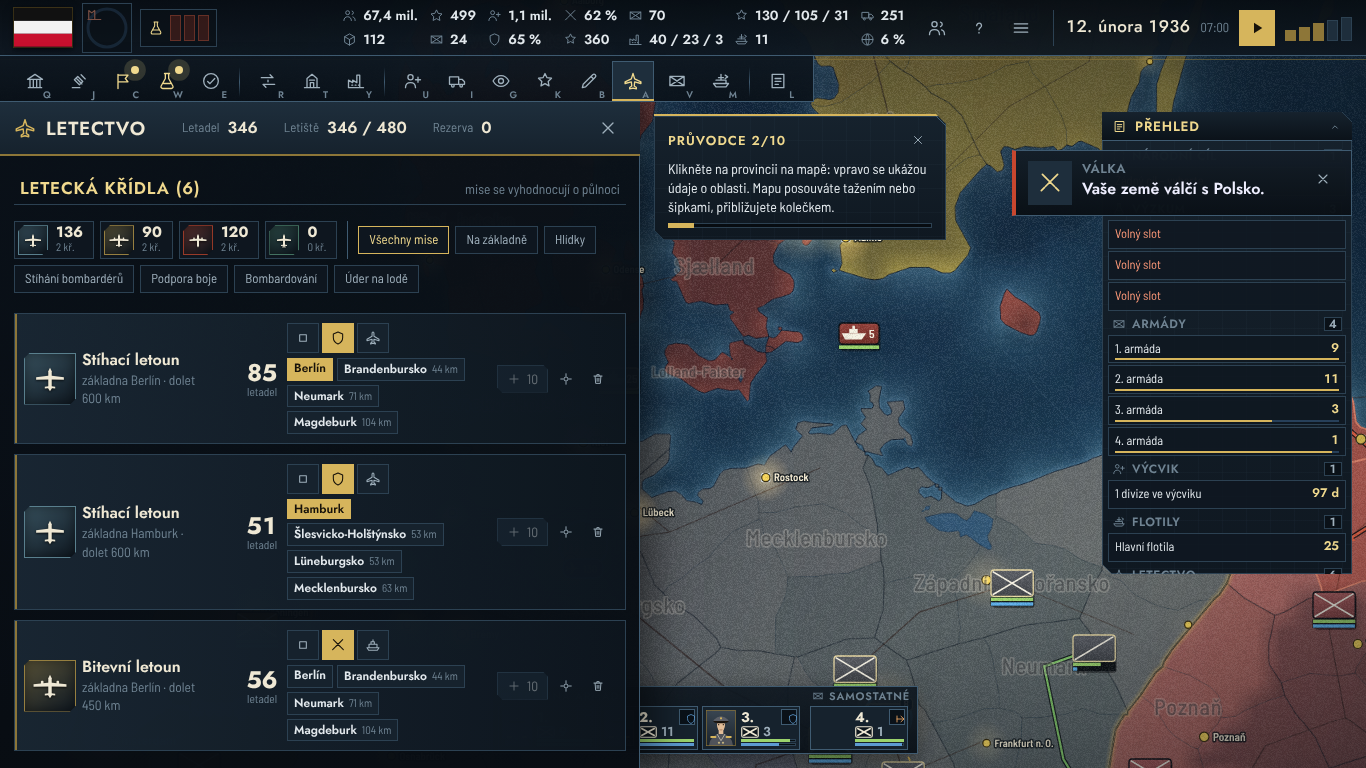 67,4 mil.
499
1,1 mil.
62 %
70
130 / 105 / 31
251
112
24
65 %
360
40 / 23 / 3
11
6 %
?
12. února 1936 07:00
Q
J
C
W
E
R
T
Y
U
I
G
K
B
A
V
M
L
LETECTVO
Letadel 346
Letiště 346 / 480
Rezerva 0
LETECKÁ KŘÍDLA (6)
mise se vyhodnocují o půlnoci
136
2 kř.
90
2 kř.
120
2 kř.
0
0 kř.
Všechny mise
Na základně
Hlídky
Stíhání bombardérů
Podpora boje
Bombardování
Úder na lodě
Stíhací letoun
základna Berlín · dolet
600 km
85
letadel
Berlín
Brandenbursko 44 km
Neumark 71 km
Magdeburk 104 km
+ 10
Stíhací letoun
základna Hamburk ·
dolet 600 km
51
letadel
Hamburk
Šlesvicko-Holštýnsko 53 km
Lüneburgsko 53 km
Mecklenbursko 63 km
+ 10
Bitevní letoun
základna Berlín · dolet
450 km
56
letadel
Berlín
Brandenbursko 44 km
Neumark 71 km
Magdeburk 104 km
+ 10
PRŮVODCE 2/10
Klikněte na provincii na mapě: vpravo se ukážou
údaje o oblasti. Mapu posouváte tažením nebo
šipkami, přibližujete kolečkem.
PŘEHLED
VÁLKA
Vaše země válčí s Polsko.
Volný slot
Volný slot
Volný slot
ARMÁDY 4
1. armáda 9
2. armáda 11
3. armáda 3
4. armáda 1
VÝCVIK 1
1 divize ve výcviku 97 d
FLOTILY 1
Hlavní flotila 25
LETECTVO
Sjælland
5
Lolland-Falster
Rostock
Lübeck
Mecklenbursko
Neumark
Poznaň
Poznaň
Frankfurt n. O.
SAMOSTATNÉ
2.
11
3.
3
4.
1